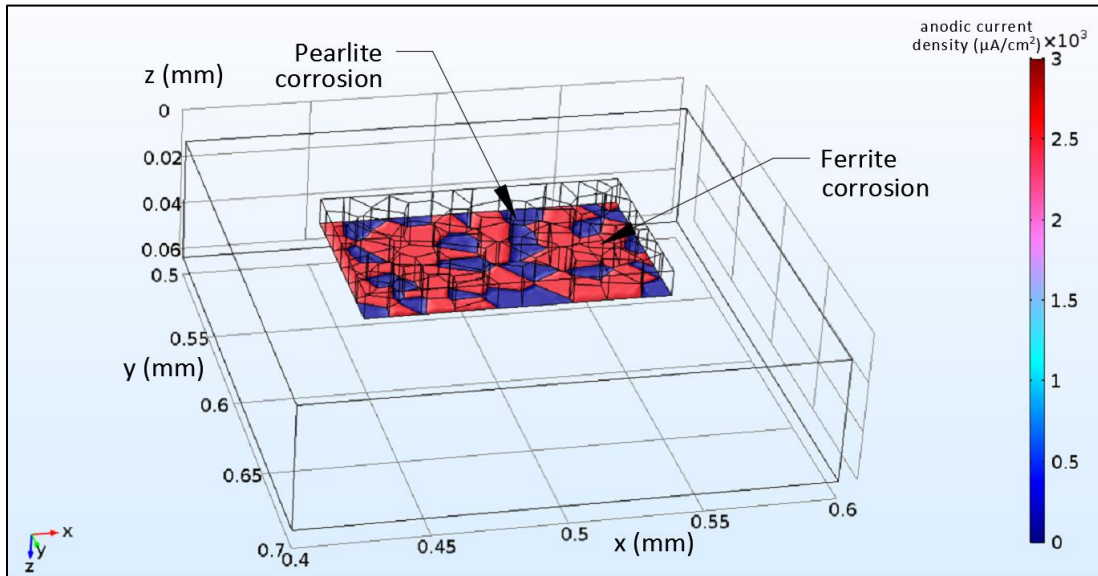 anodic current
density (μA/cm²)
×10³
Pearlite
corrosion
Ferrite
corrosion
z (mm)
0
0.02
0.04
0.06
0.5
0.55
y (mm)
0.6
0.65
0.7
0.4
0.45
0.5
x (mm)
0.55
0.6
3
2.5
2
1.5
1
0.5
0
x
y
z